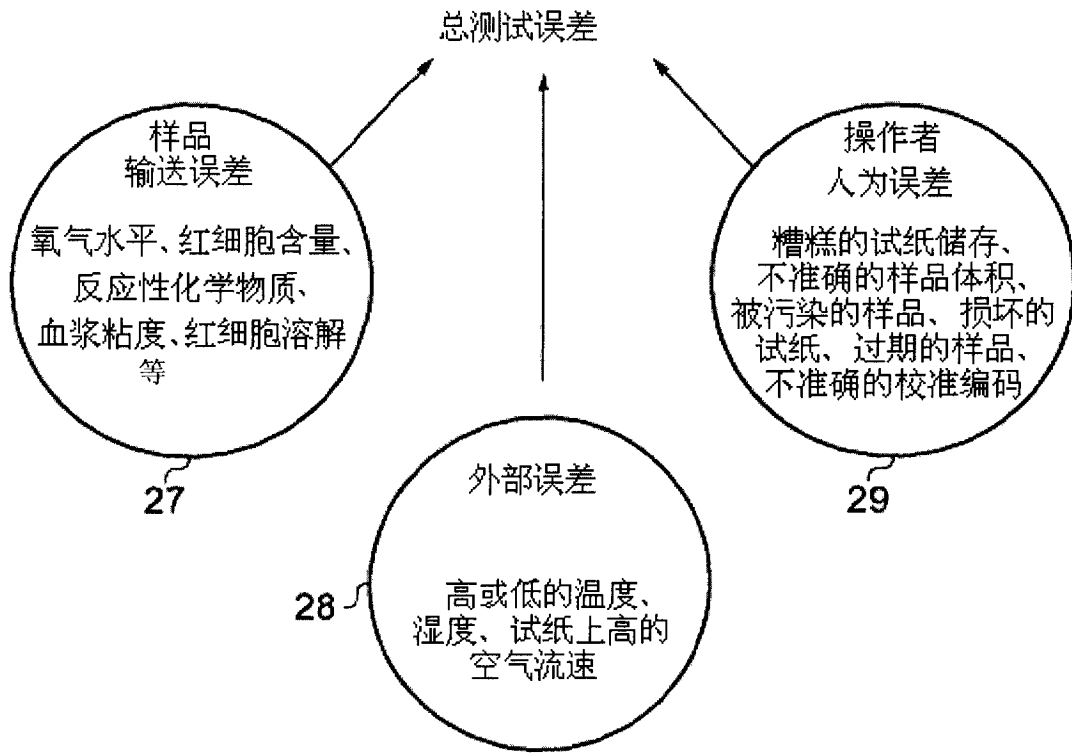 总测试误差
样品
输送误差
氧气水平、红细胞含量、
反应性化学物质、
血浆粘度、红细胞溶解
等
27
操作者
人为误差
糟糕的试纸储存、
不准确的样品体积、
被污染的样品、损坏的
试纸、过期的样品、
不准确的校准编码
29
外部误差
高或低的温度、
湿度、试纸上高的
空气流速
28